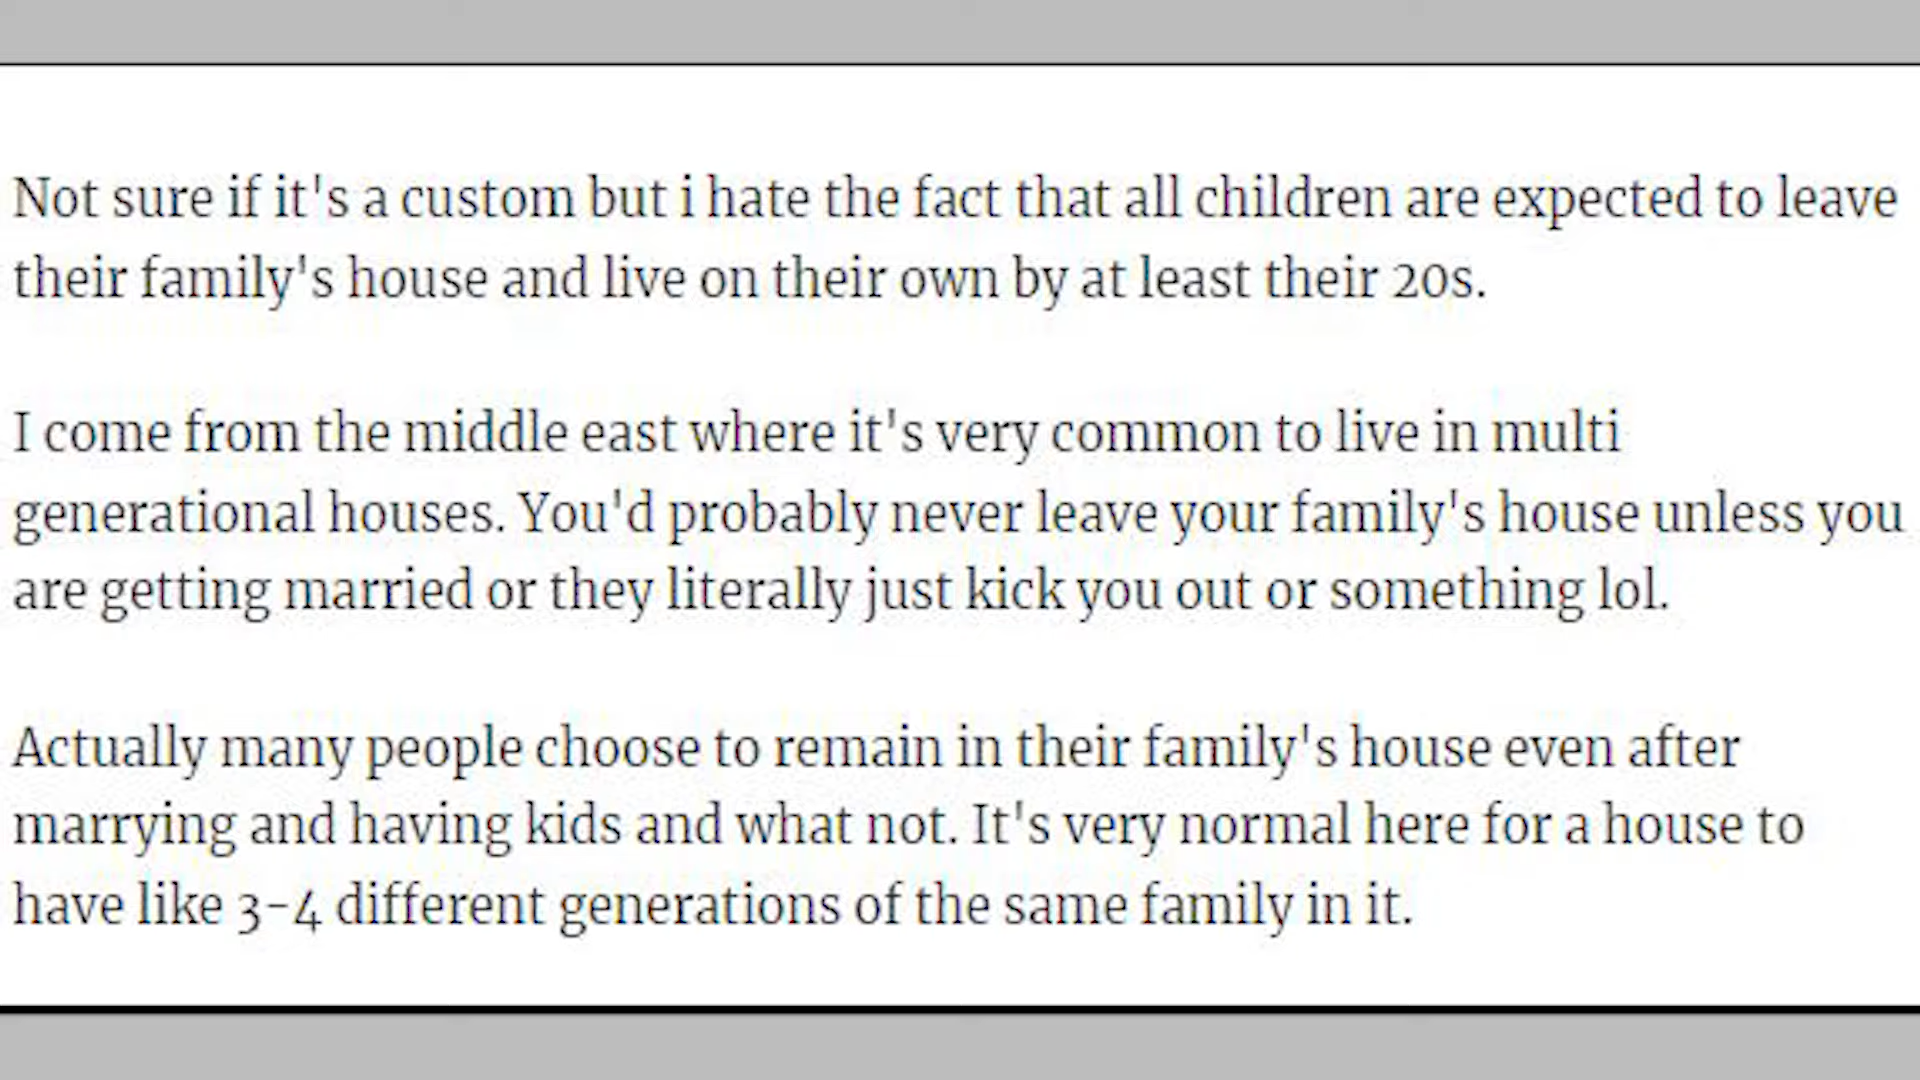 Not sure if it's a custom but i hate the fact that all children are expected to leave
their family's house and live on their own by at least their 20s.
I come from the middle east where it's very common to live in multi
generational houses. You'd probably never leave your family's house unless you
are getting married or they literally just kick you out or something lol.
Actually many people choose to remain in their family's house even after
marrying and having kids and what not. It's very normal here for a house to
have like 3-4 different generations of the same family in it.